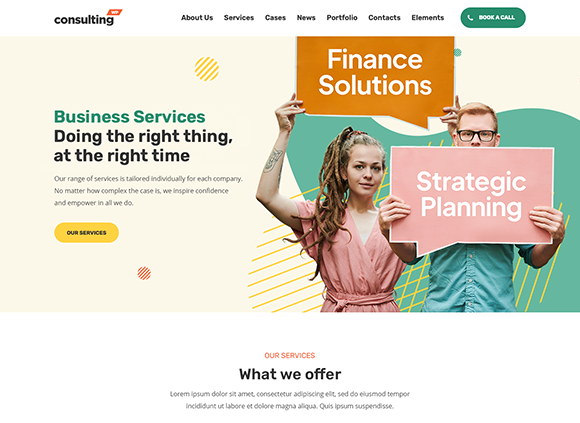 consulting WP
About Us Services Cases News Portfolio Contacts Elements BOOK A CALL
Finance
Solutions
Business Services
Doing the right thing,
at the right time
Our range of services is tailored individually for each company.
No matter how complex the case is, we inspire confidence
and empower in all we do.
OUR SERVICES
Strategic
Planning
OUR SERVICES
What we offer
Lorem ipsum dolor sit amet, consectetur adipiscing elit, sed do eiusmod tempor
incididunt ut labore et dolore magna aliqua. Quis ipsum suspendisse.